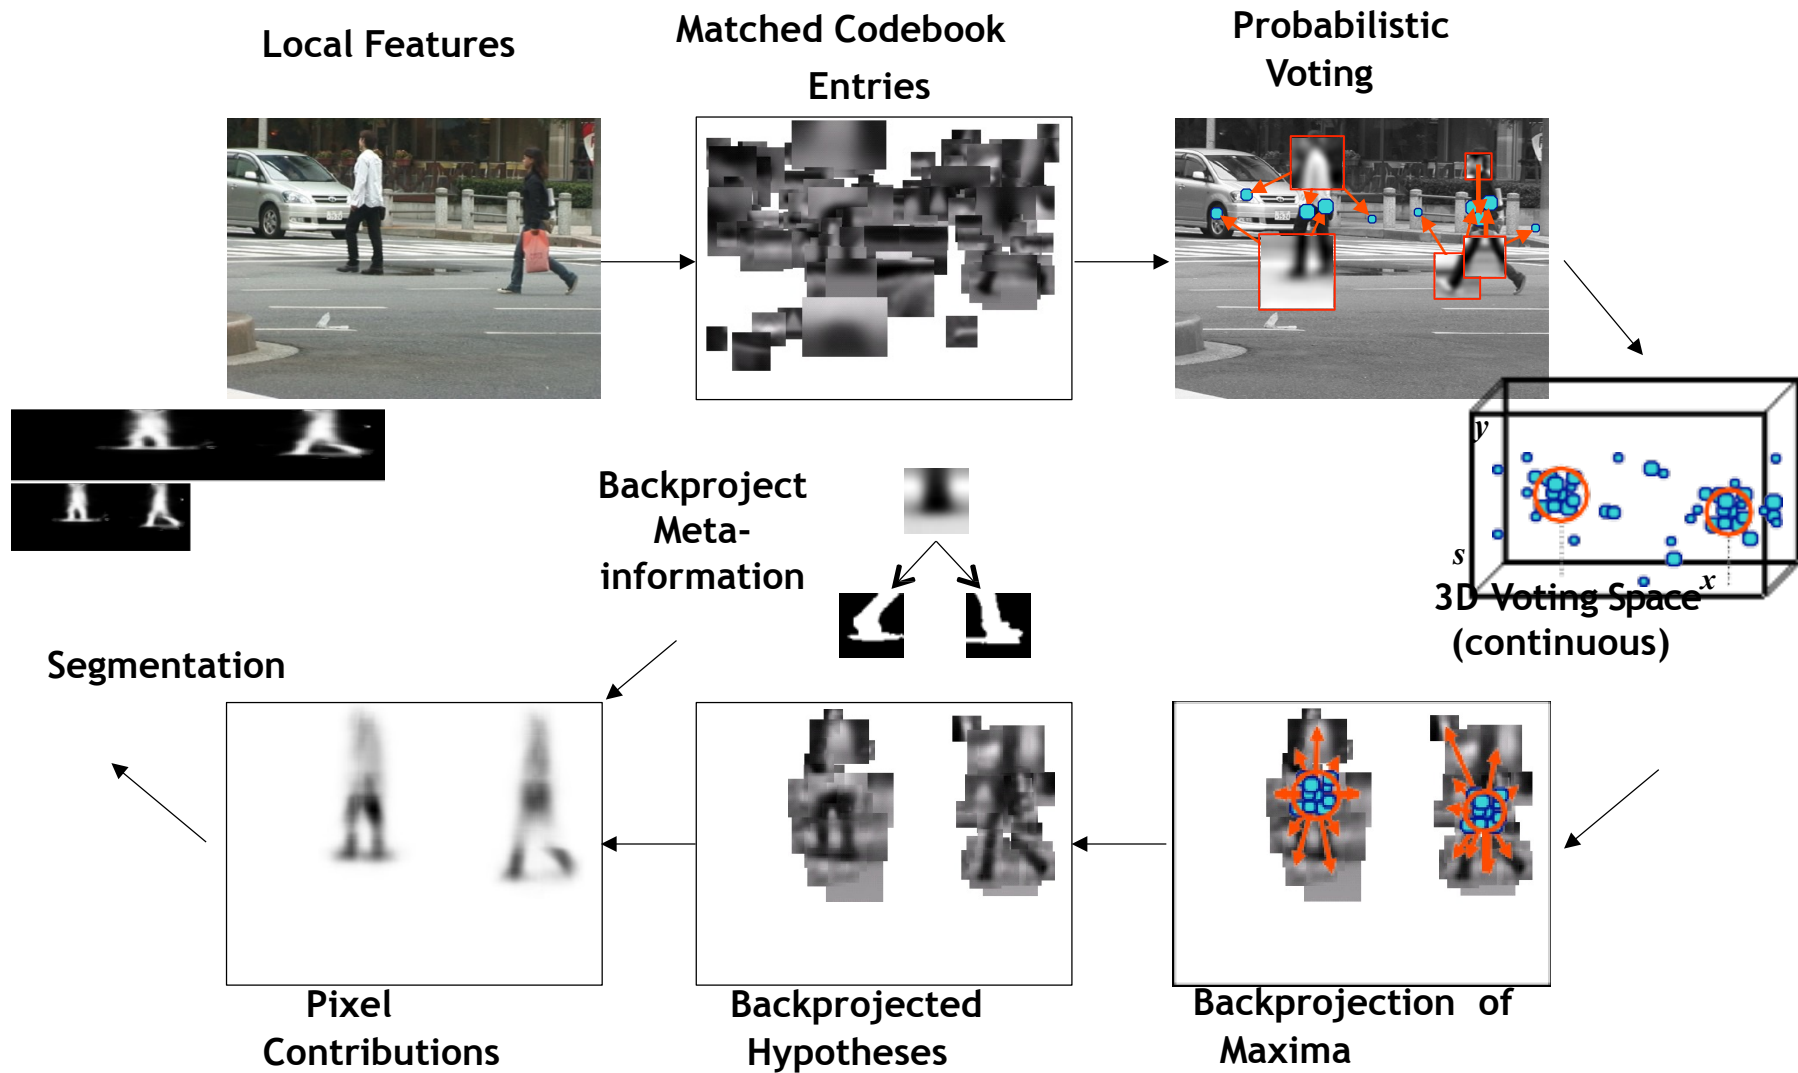 Local Features
Matched Codebook
Entries
Probabilistic
Voting
y
s
x
3D Voting Space
(continuous)
Backproject
Meta-
information
Segmentation
Pixel
Contributions
Backprojected
Hypotheses
Backprojection of
Maxima